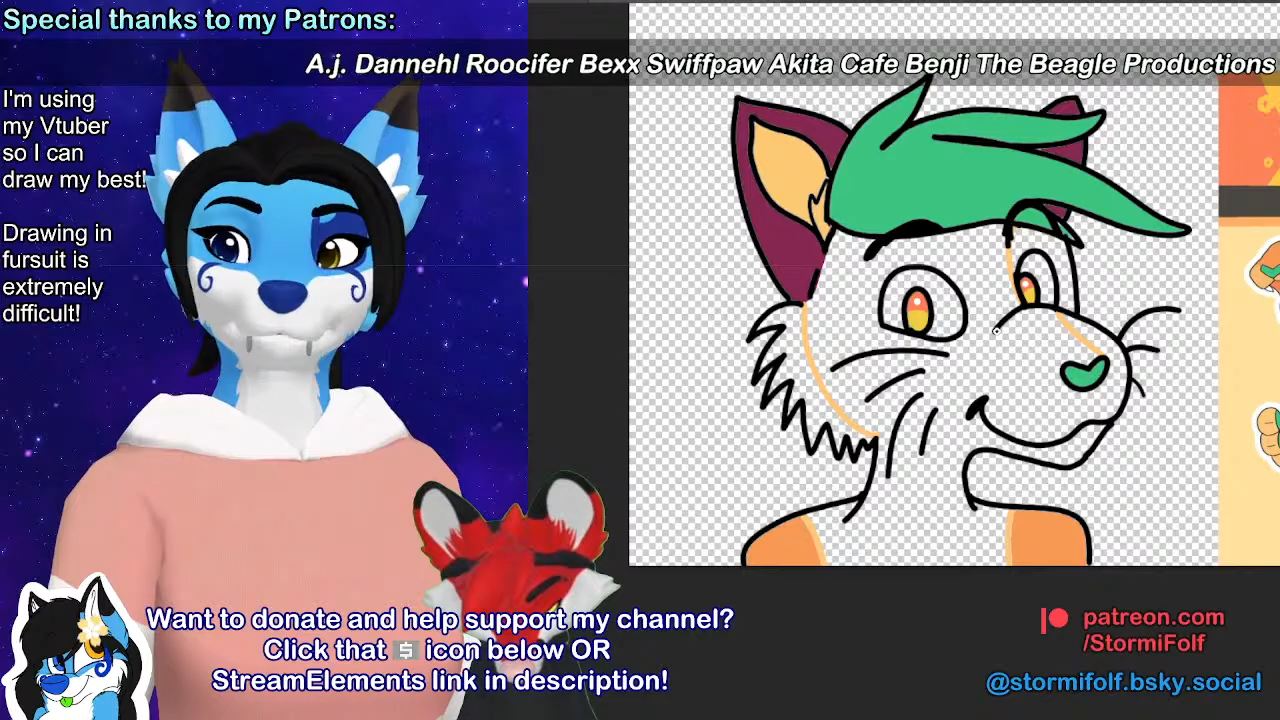 Special thanks to my Patrons:
A.j. Dannehl Roocifer Bexx Swiffpaw Akita Cafe Benji The Beagle Productions
I'm using
my Vtuber
so I can
draw my best!
Drawing in
fursuit is
extremely
difficult!
Want to donate and help support my channel?
Click that $ icon below OR
StreamElements link in description!
patreon.com
/StormiFolf
@stormifolf.bsky.social